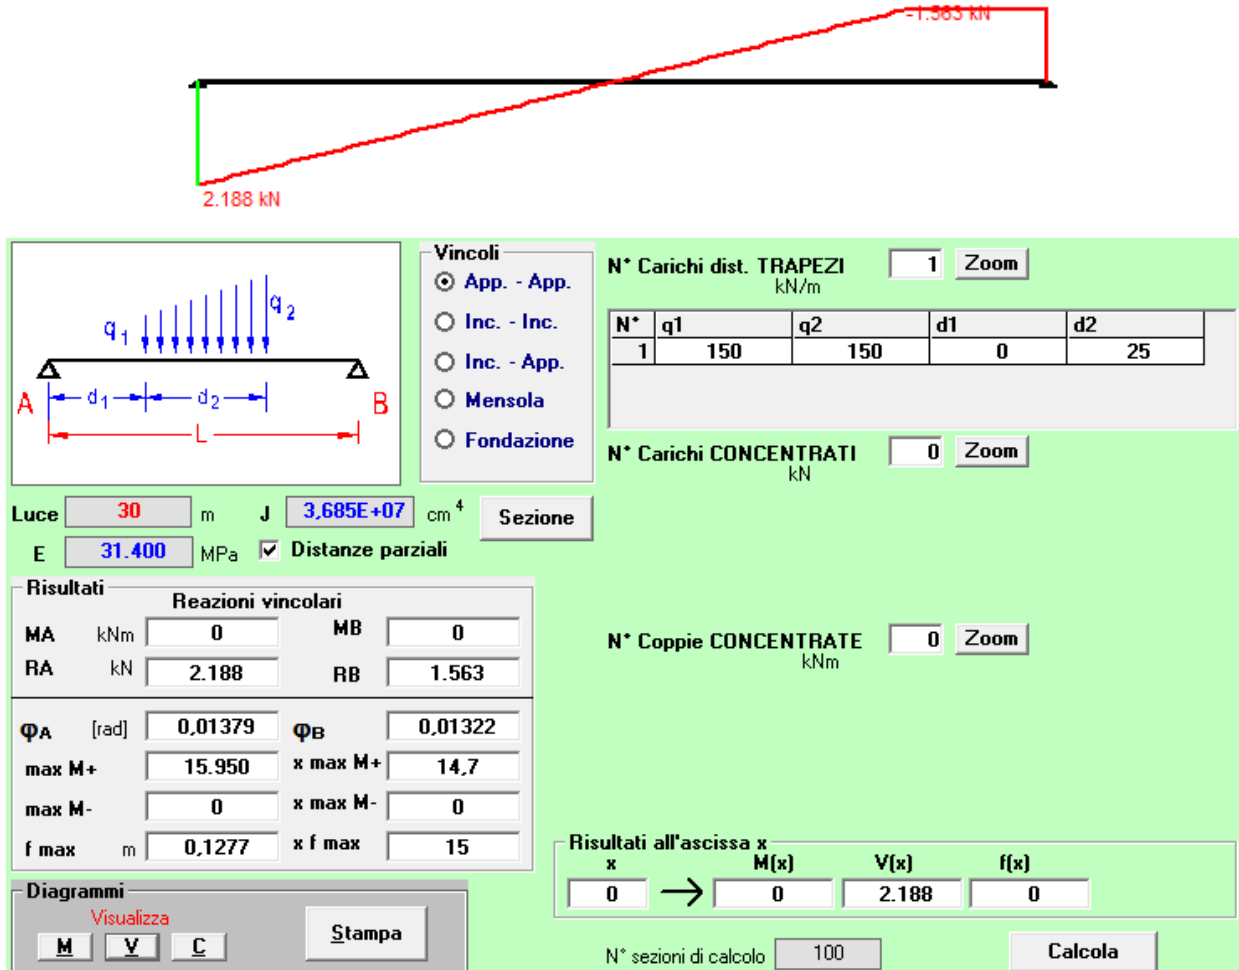 -1.563 kN
2.188 kN
q1
q2
A
d1
d2
B
L
Vincoli
App. - App.
Inc. - Inc.
Inc. - App.
Mensola
Fondazione
N° Carichi dist. TRAPEZI 1 Zoom
kN/m
N° q1 q2 d1 d2
1 150 150 0 25
N° Carichi CONCENTRATI 0 Zoom
kN
Luce 30 m J 3,685E+07 cm 4 Sezione
E 31.400 MPa Distanze parziali
Risultati
Reazioni vincolari
MA kNm 0 MB 0
RA kN 2.188 RB 1.563
φA [rad] 0,01379 φB 0,01322
max M+ 15.950 x max M+ 14,7
max M- 0 x max M- 0
f max m 0,1277 x f max 15
N° Coppie CONCENTRATE 0 Zoom
kNm
Risultati all'ascissa x
x M(x) V(x) f(x)
0 0 2.188 0
Diagrammi
Visualizza
M V C Stampa
N° sezioni di calcolo 100 Calcola